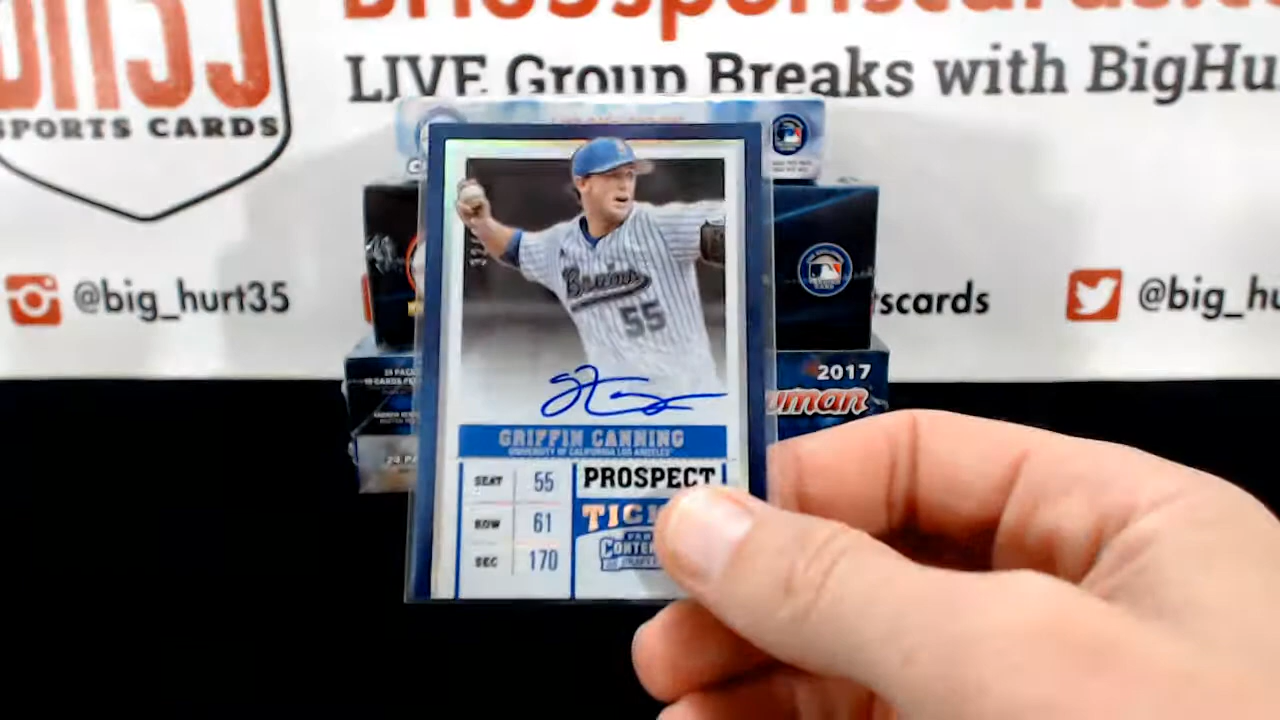 SPORTS CARDS
LIVE Group Breaks with BigHu
@big_hurt35
scards
@big_hu
2017
Bruins
55
GRIFFIN CANNING
UNIVERSITY OF CALIFORNIA LOS ANGELES
SEAT 55
PROSPECT
ROW 61
TICK
SEC 170